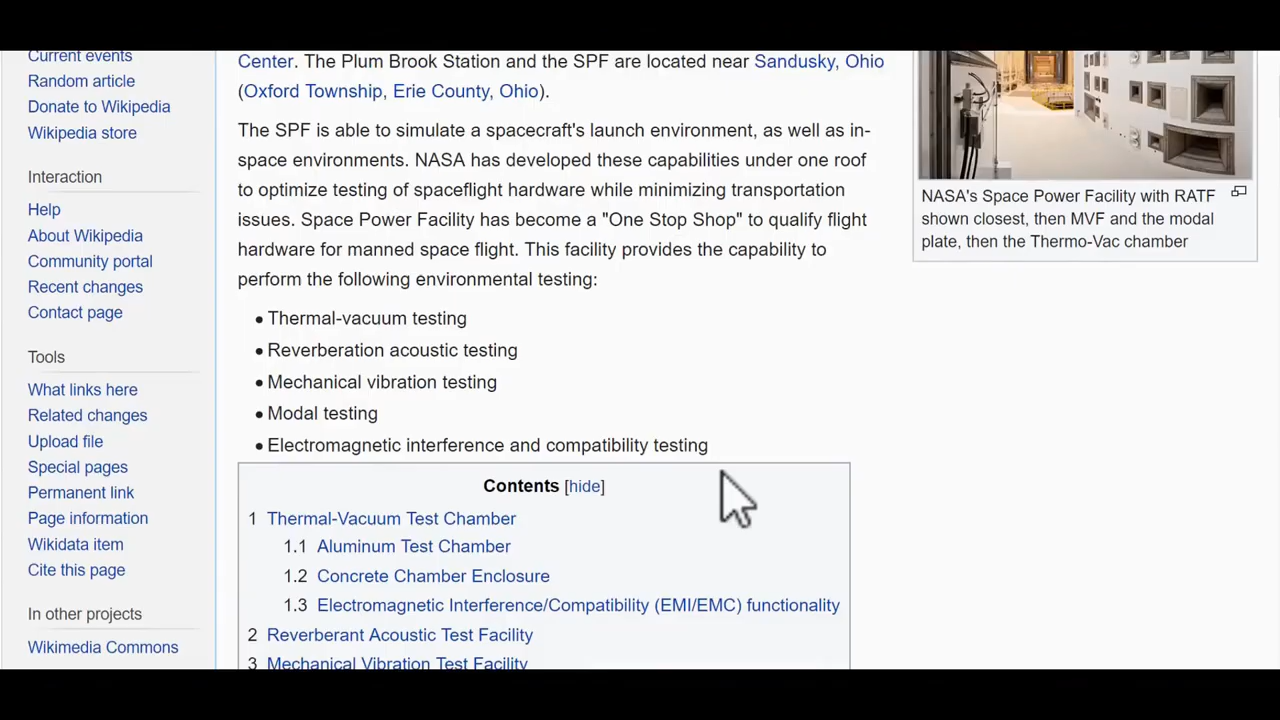 Current events
Random article
Donate to Wikipedia
Wikipedia store
Interaction
Help
About Wikipedia
Community portal
Recent changes
Contact page
Tools
What links here
Related changes
Upload file
Special pages
Permanent link
Page information
Wikidata item
Cite this page
In other projects
Wikimedia Commons
Center. The Plum Brook Station and the SPF are located near Sandusky, Ohio
(Oxford Township, Erie County, Ohio).
The SPF is able to simulate a spacecraft's launch environment, as well as in-
space environments. NASA has developed these capabilities under one roof
to optimize testing of spaceflight hardware while minimizing transportation
issues. Space Power Facility has become a "One Stop Shop" to qualify flight
hardware for manned space flight. This facility provides the capability to
perform the following environmental testing:
• Thermal-vacuum testing
• Reverberation acoustic testing
• Mechanical vibration testing
• Modal testing
• Electromagnetic interference and compatibility testing
Contents [hide]
1 Thermal-Vacuum Test Chamber
1.1 Aluminum Test Chamber
1.2 Concrete Chamber Enclosure
1.3 Electromagnetic Interference/Compatibility (EMI/EMC) functionality
2 Reverberant Acoustic Test Facility
3 Mechanical Vibration Test Facility
NASA's Space Power Facility with RATF
shown closest, then MVF and the modal
plate, then the Thermo-Vac chamber